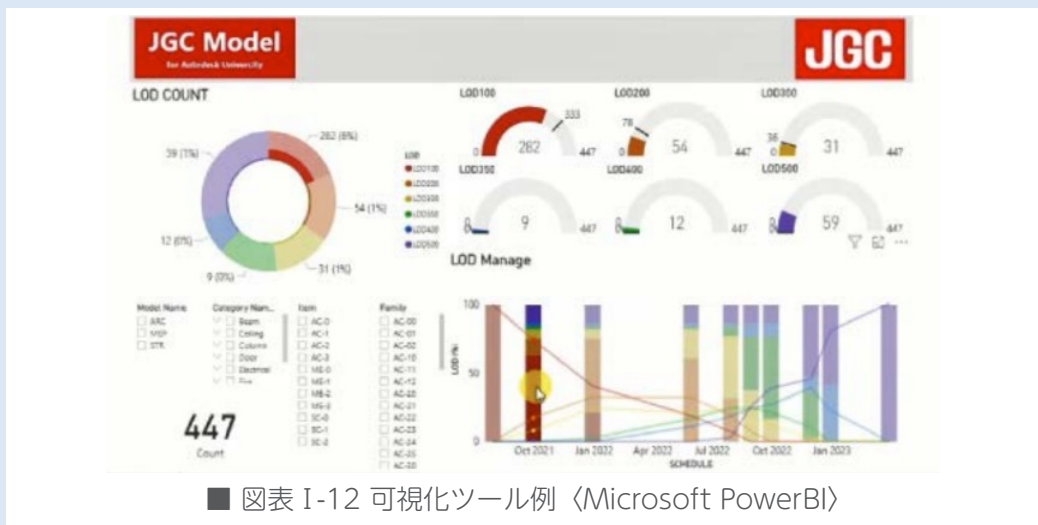 JGC Model
for Autodesk University
JGC
LOD COUNT
282 (6%)
54 (1%)
31 (1%)
9 (0%)
12 (0%)
39 (1%)
LOD
LOD100
LOD200
LOD300
LOD350
LOD400
LOD500
LOD100
0
282
333
447
LOD200
78
0
54
447
LOD300
36
0
31
447
LOD350
9
447
LOD400
12
447
LOD500
59
447
LOD Manage
Model Name
ARC
MEP
STR
Category Nam...
Beam
Ceiling
Column
Door
Electrical
Item
AC-0
AC-1
AC-2
AC-3
ME-0
ME-1
ME-2
ME-3
SC-0
SC-1
SC-2
Family
AC-00
AC-01
AC-02
AC-10
AC-11
AC-12
AC-20
AC-21
AC-22
AC-23
AC-24
AC-25
447
Count
LOD (%)
100
50
0
Oct 2021
Jan 2022
Apr 2022
Jul 2022
Oct 2022
Jan 2023
SCHEDULE
■ 図表Ⅰ-12 可視化ツール例〈Microsoft PowerBI〉